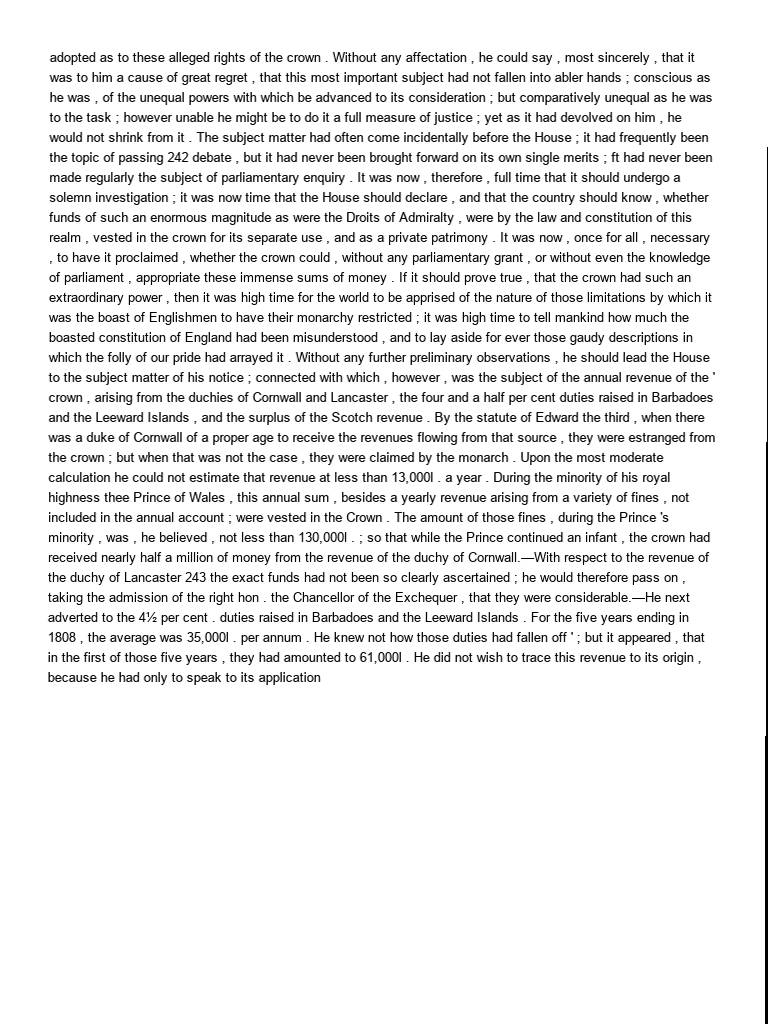 adopted as to these alleged rights of the crown . Without any affectation , he could say , most sincerely , that it
was to him a cause of great regret , that this most important subject had not fallen into abler hands ; conscious as
he was , of the unequal powers with which be advanced to its consideration ; but comparatively unequal as he was
to the task ; however unable he might be to do it a full measure of justice ; yet as it had devolved on him , he
would not shrink from it . The subject matter had often come incidentally before the House ; it had frequently been
the topic of passing 242 debate , but it had never been brought forward on its own single merits ; ft had never been
made regularly the subject of parliamentary enquiry . It was now , therefore , full time that it should undergo a
solemn investigation ; it was now time that the House should declare , and that the country should know , whether
funds of such an enormous magnitude as were the Droits of Admiralty , were by the law and constitution of this
realm , vested in the crown for its separate use , and as a private patrimony . It was now , once for all , necessary
, to have it proclaimed , whether the crown could , without any parliamentary grant , or without even the knowledge
of parliament , appropriate these immense sums of money . If it should prove true , that the crown had such an
extraordinary power , then it was high time for the world to be apprised of the nature of those limitations by which it
was the boast of Englishmen to have their monarchy restricted ; it was high time to tell mankind how much the
boasted constitution of England had been misunderstood , and to lay aside for ever those gaudy descriptions in
which the folly of our pride had arrayed it . Without any further preliminary observations , he should lead the House
to the subject matter of his notice ; connected with which , however , was the subject of the annual revenue of the '
crown , arising from the duchies of Cornwall and Lancaster , the four and a half per cent duties raised in Barbadoes
and the Leeward Islands , and the surplus of the Scotch revenue . By the statute of Edward the third , when there
was a duke of Cornwall of a proper age to receive the revenues flowing from that source , they were estranged from
the crown ; but when that was not the case , they were claimed by the monarch . Upon the most moderate
calculation he could not estimate that revenue at less than 13,000l . a year . During the minority of his royal
highness thee Prince of Wales , this annual sum , besides a yearly revenue arising from a variety of fines , not
included in the annual account ; were vested in the Crown . The amount of those fines , during the Prince 's
minority , was , he believed , not less than 130,000l . ; so that while the Prince continued an infant , the crown had
received nearly half a million of money from the revenue of the duchy of Cornwall.—With respect to the revenue of
the duchy of Lancaster 243 the exact funds had not been so clearly ascertained ; he would therefore pass on ,
taking the admission of the right hon . the Chancellor of the Exchequer , that they were considerable.—He next
adverted to the 4½ per cent . duties raised in Barbadoes and the Leeward Islands . For the five years ending in
1808 , the average was 35,000l . per annum . He knew not how those duties had fallen off ' ; but it appeared , that
in the first of those five years , they had amounted to 61,000l . He did not wish to trace this revenue to its origin ,
because he had only to speak to its application